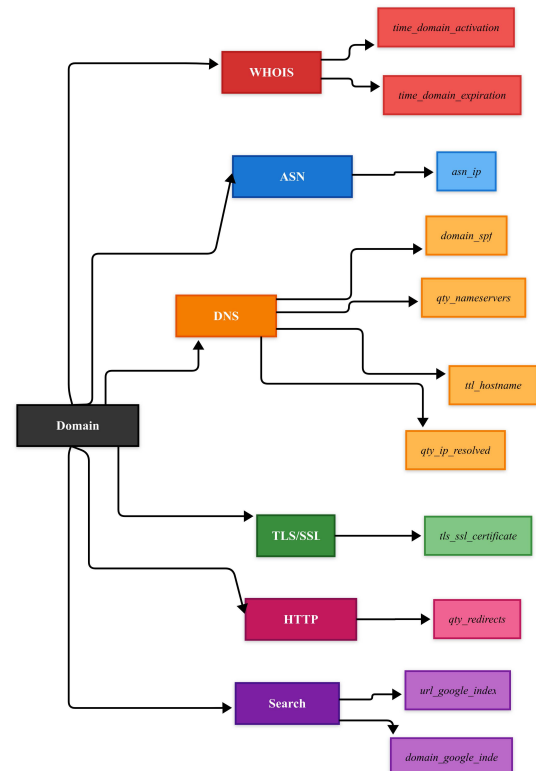 time_domain_activation
WHOIS
time_domain_expiration
ASN
asn_ip
domain_spf
qty_nameservers
DNS
ttl_hostname
Domain
qty_ip_resolved
TLS/SSL
tls_ssl_certificate
HTTP
qty_redirects
url_google_index
Search
domain_google_inde